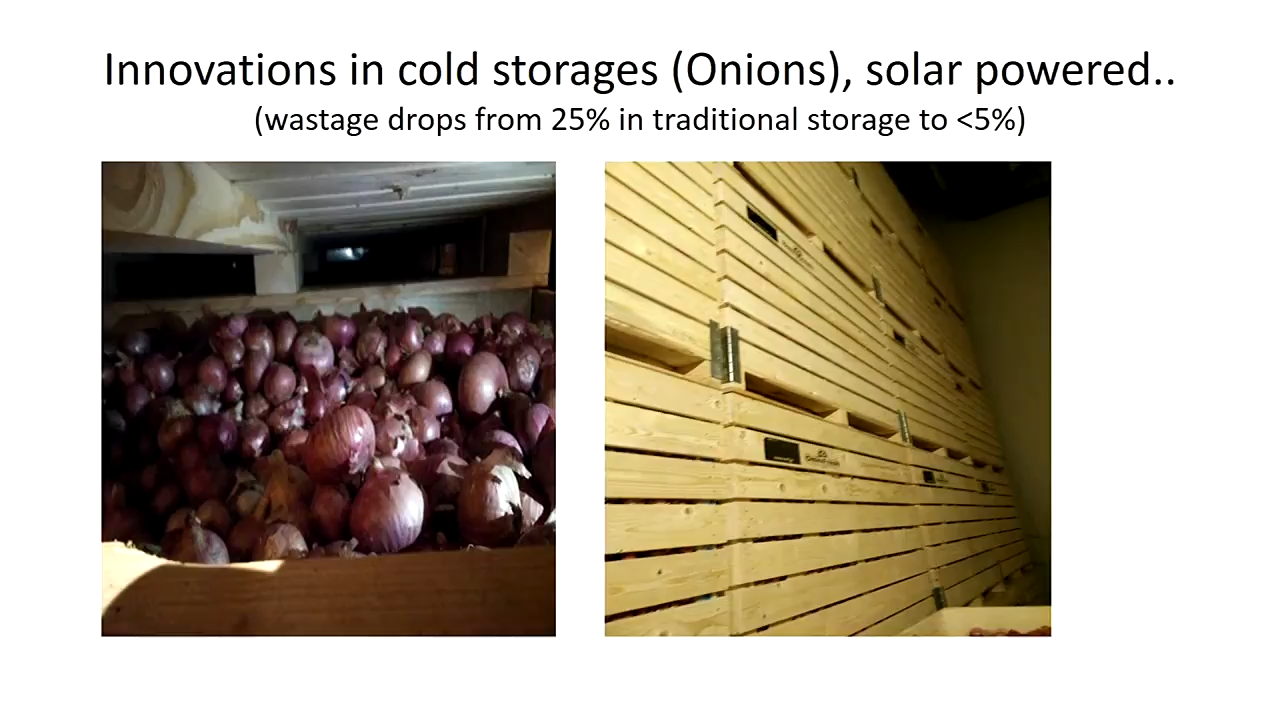 Innovations in cold storages (Onions), solar powered..
(wastage drops from 25% in traditional storage to <5%)